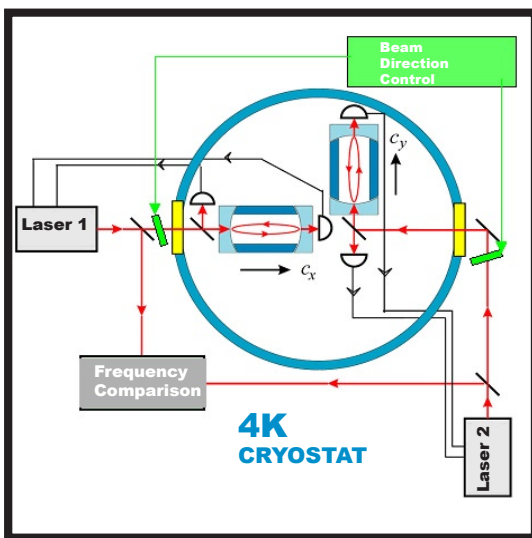 Beam
Direction
Control
c_y
Laser 1
c_x
Frequency
Comparison
4K
CRYOSTAT
Laser 2